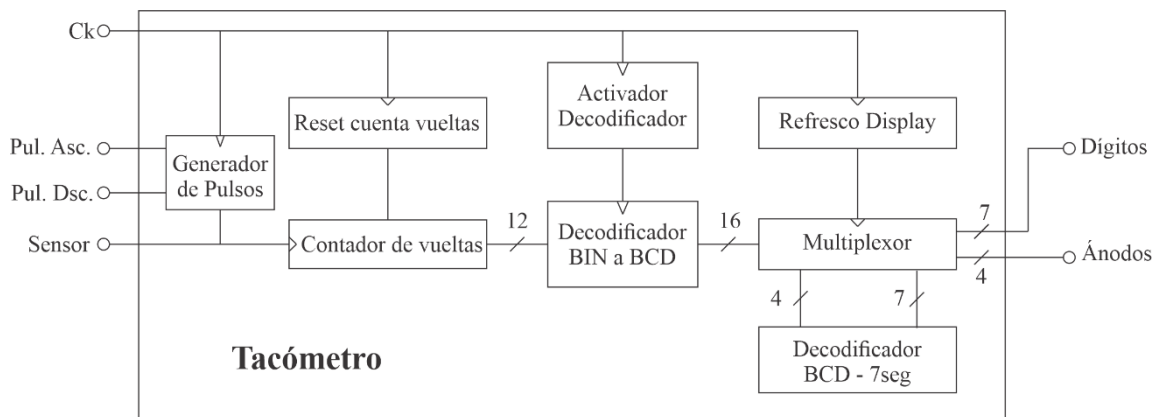 Ck
Pul. Asc.
Pul. Dsc.
Sensor
Generador
de Pulsos
Reset cuenta vueltas
Contador de vueltas
12
Activador
Decodificador
Decodificador
BIN a BCD
16
Refresco Display
Multiplexor
7
4
4
7
Decodificador
BCD - 7seg
Dígitos
Ánodos
Tacómetro